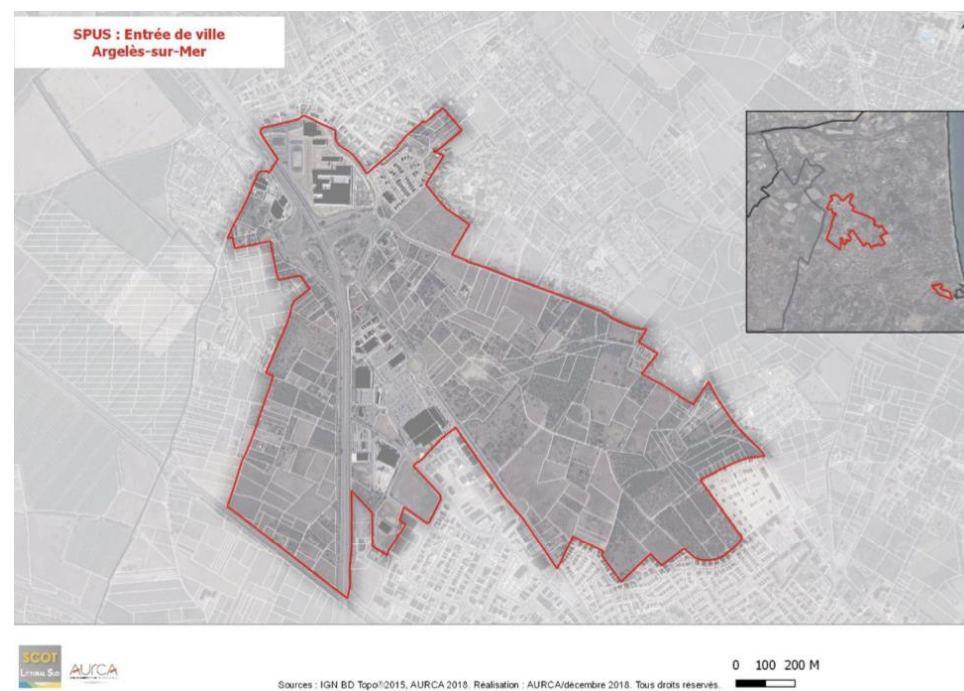 SPUS : Entrée de ville
Argelès-sur-Mer
SCOT
LITTORAL SUD
AURCA
0 100 200 M
Sources : IGN BD Topo®2015, AURCA 2018. Réalisation : AURCA/décembre 2018. Tous droits réservés.